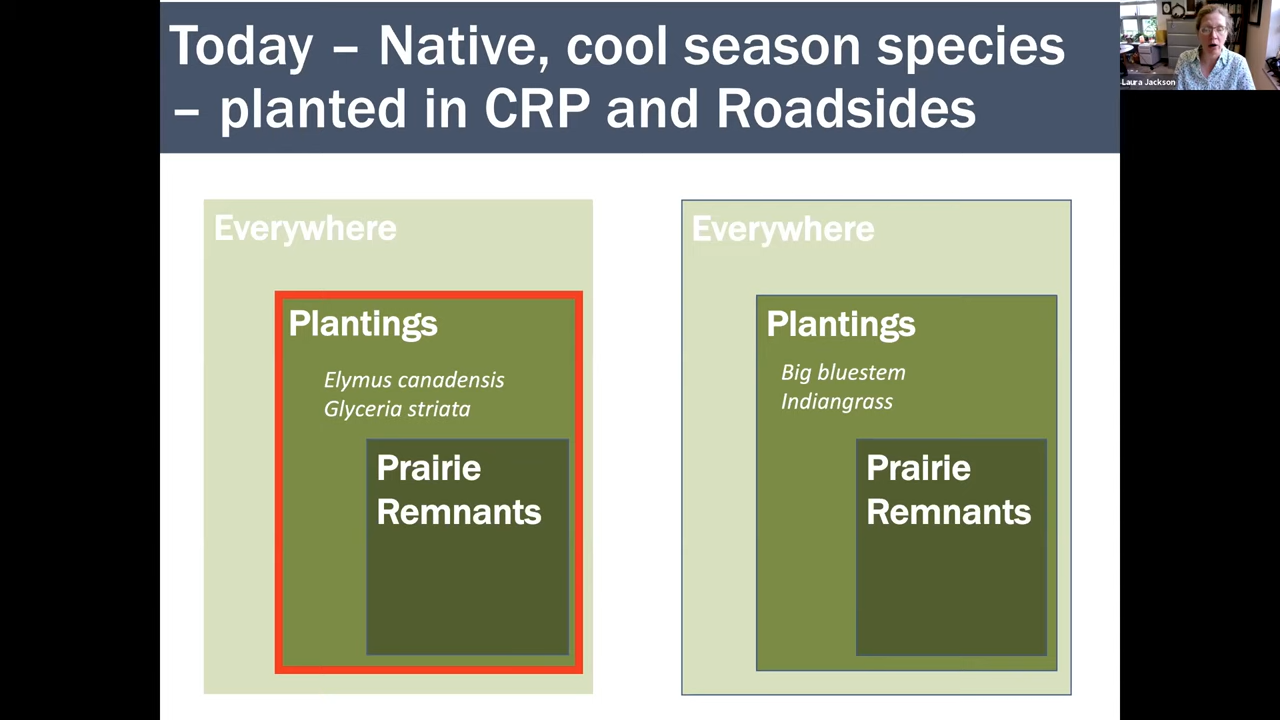 Today – Native, cool season species
– planted in CRP and Roadsides
Laura Jackson
Everywhere
Plantings
Elymus canadensis
Glyceria striata
Prairie
Remnants
Everywhere
Plantings
Big bluestem
Indiangrass
Prairie
Remnants